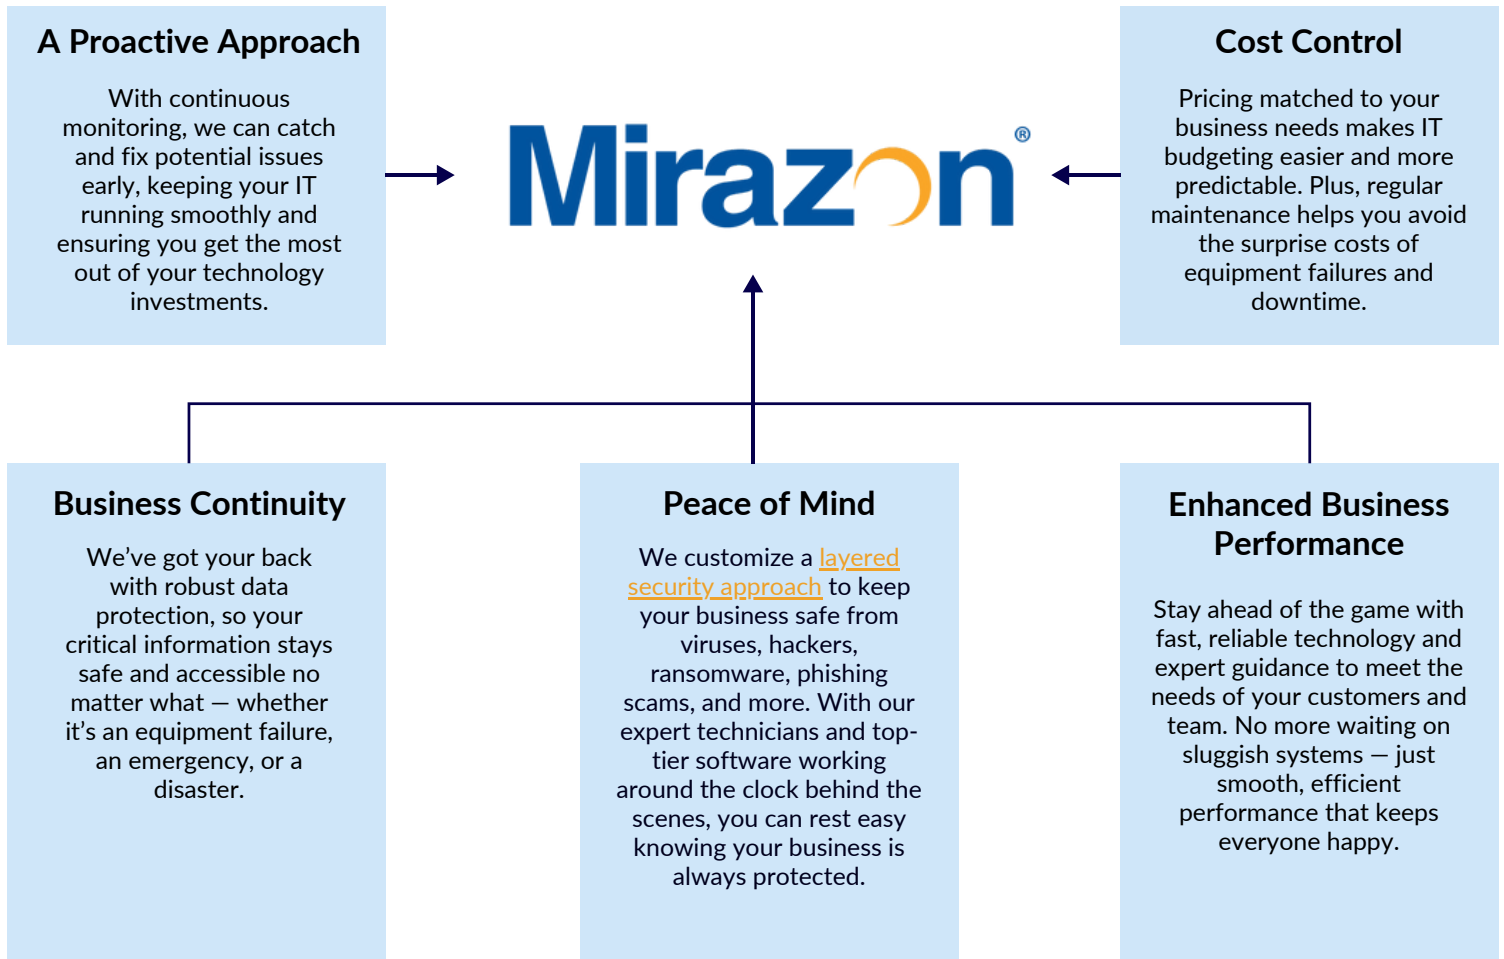 A Proactive Approach
With continuous
monitoring, we can catch
and fix potential issues
early, keeping your IT
running smoothly and
ensuring you get the most
out of your technology
investments.
Mirazon®
Cost Control
Pricing matched to your
business needs makes IT
budgeting easier and more
predictable. Plus, regular
maintenance helps you avoid
the surprise costs of
equipment failures and
downtime.
Business Continuity
We’ve got your back
with robust data
protection, so your
critical information stays
safe and accessible no
matter what — whether
it’s an equipment failure,
an emergency, or a
disaster.
Peace of Mind
We customize a layered
security approach to keep
your business safe from
viruses, hackers,
ransomware, phishing
scams, and more. With our
expert technicians and top-
tier software working
around the clock behind the
scenes, you can rest easy
knowing your business is
always protected.
Enhanced Business
Performance
Stay ahead of the game with
fast, reliable technology and
expert guidance to meet the
needs of your customers and
team. No more waiting on
sluggish systems — just
smooth, efficient
performance that keeps
everyone happy.